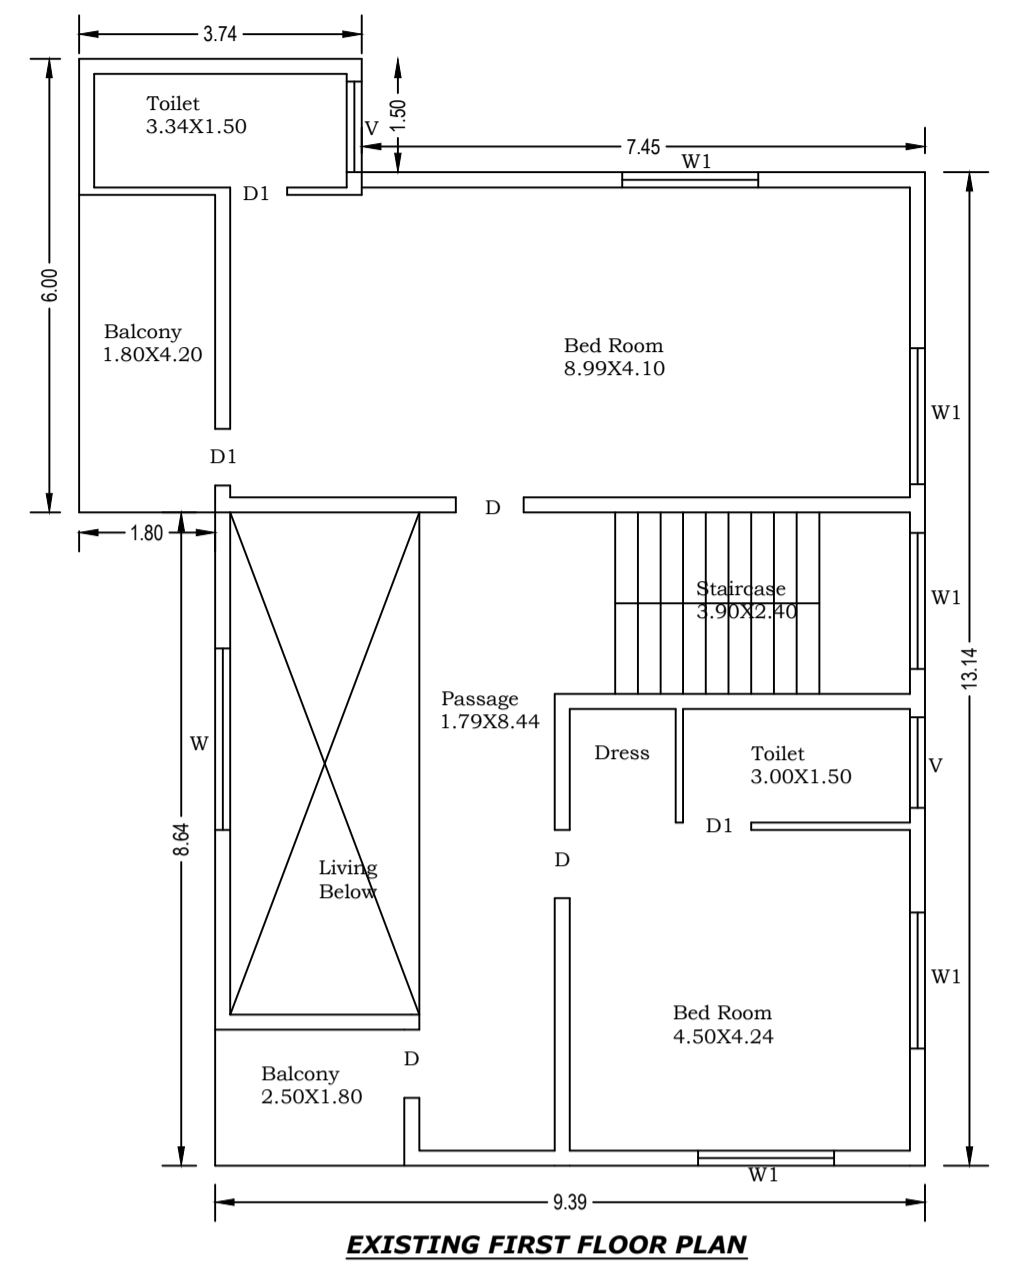 3.74
Toilet
3.34X1.50
V
1.50
7.45
W1
D1
6.00
Balcony
1.80X4.20
Bed Room
8.99X4.10
W1
D1
D
1.80
Staircase
3.90X2.40
W1
13.14
Passage
1.79X8.44
W
Dress
Toilet
3.00X1.50
V
D1
8.64
D
Living
Below
W1
Bed Room
4.50X4.24
D
Balcony
2.50X1.80
W1
9.39
EXISTING FIRST FLOOR PLAN